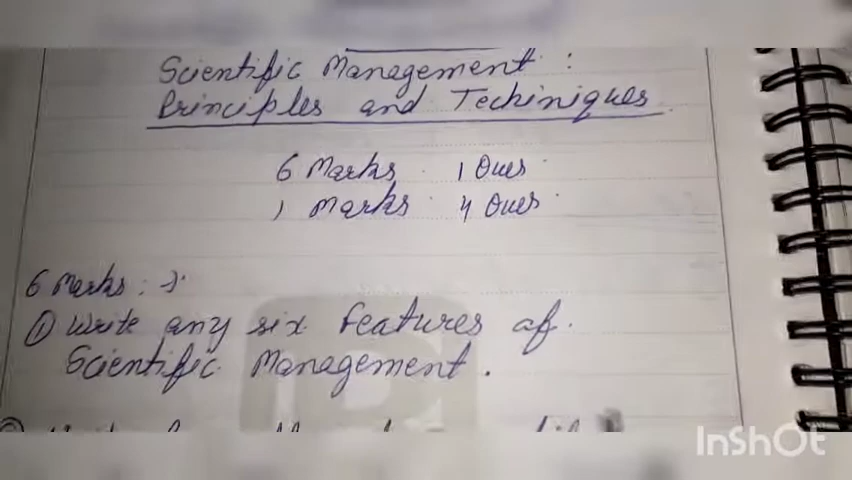 Scientific Management :
Principles and Techiniques
6 Marks 1 Ques
1 Marks 4 Ques
6 Marks :-
① Write any six features of
Scientific Management.
InShOt